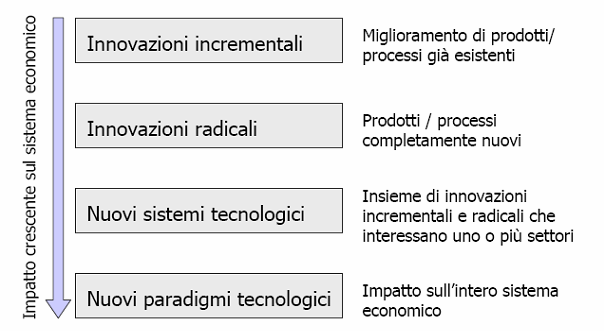 Impatto crescente sul sistema economico
Innovazioni incrementali
Miglioramento di prodotti/
processi già esistenti
Innovazioni radicali
Prodotti / processi
completamente nuovi
Nuovi sistemi tecnologici
Insieme di innovazioni
incrementali e radicali che
interessano uno o più settori
Nuovi paradigmi tecnologici
Impatto sull'intero sistema
economico